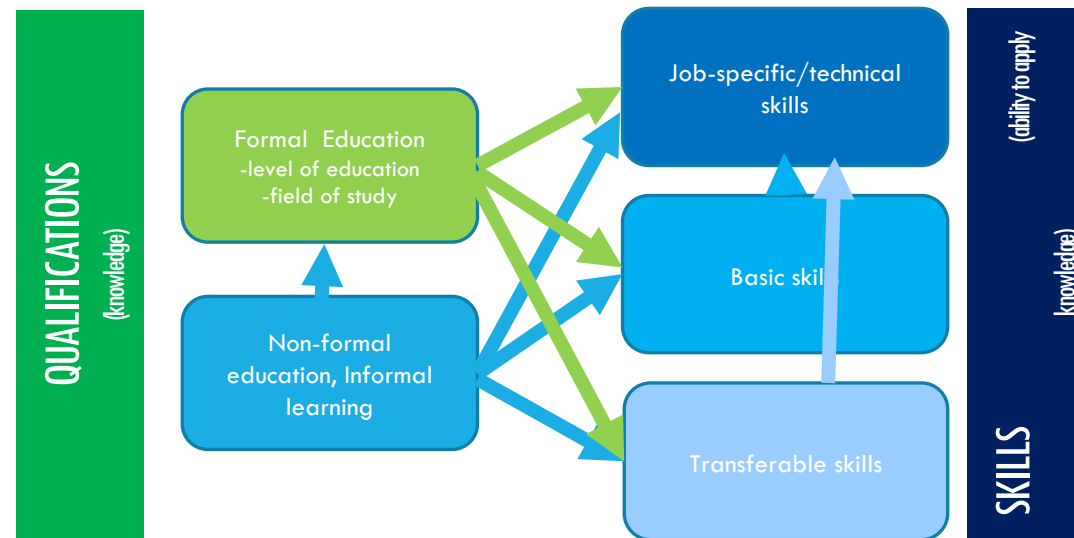 QUALIFICATIONS
(knowledge)
Formal Education
-level of education
-field of study
Non-formal
education, Informal
learning
Job-specific/technical
skills
Basic skil
Transferable skills
SKILLS
(ability to apply
knowledge)